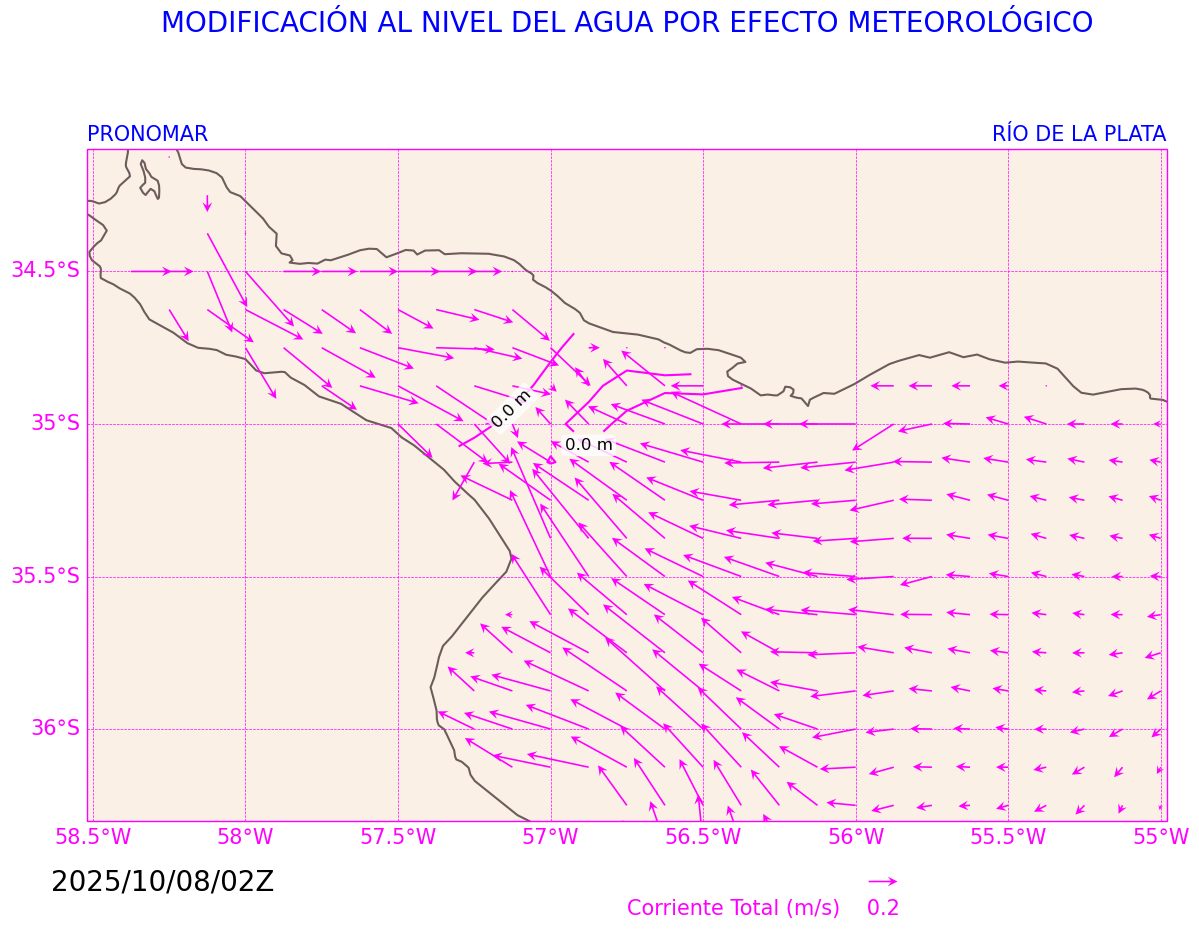 MODIFICACIÓN AL NIVEL DEL AGUA POR EFECTO METEOROLÓGICO
PRONOMAR
RÍO DE LA PLATA
34.5°S
0.0 m
35°S
0.0 m
35.5°S
36°S
58.5°W
58°W
57.5°W
57°W
56.5°W
56°W
55.5°W
55°W
2025/10/08/02Z
Corriente Total (m/s)
0.2